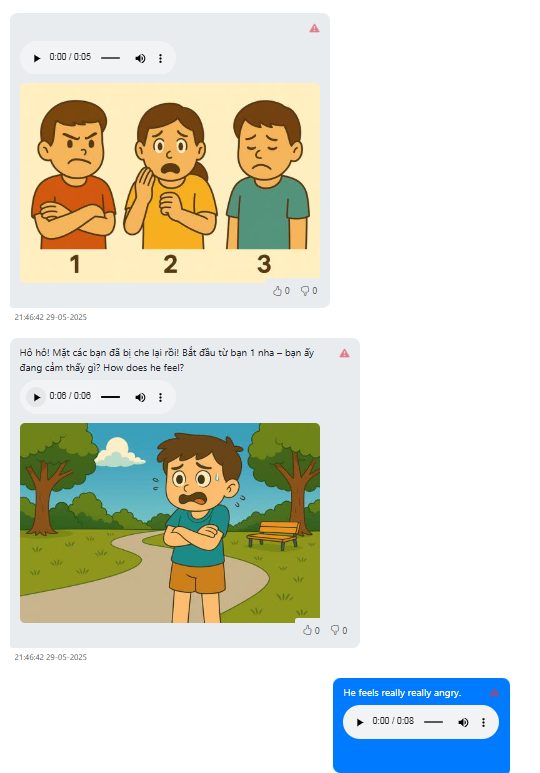 0:00 / 0:05
1 2 3
0 0
21:46:42 29-05-2025
Hô hô! Mặt các bạn đã bị che lại rồi! Bắt đầu từ bạn 1 nha – bạn ấy
đang cảm thấy gì? How does he feel?
0:06 / 0:06
0 0
21:46:42 29-05-2025
He feels really really angry.
0:00 / 0:08